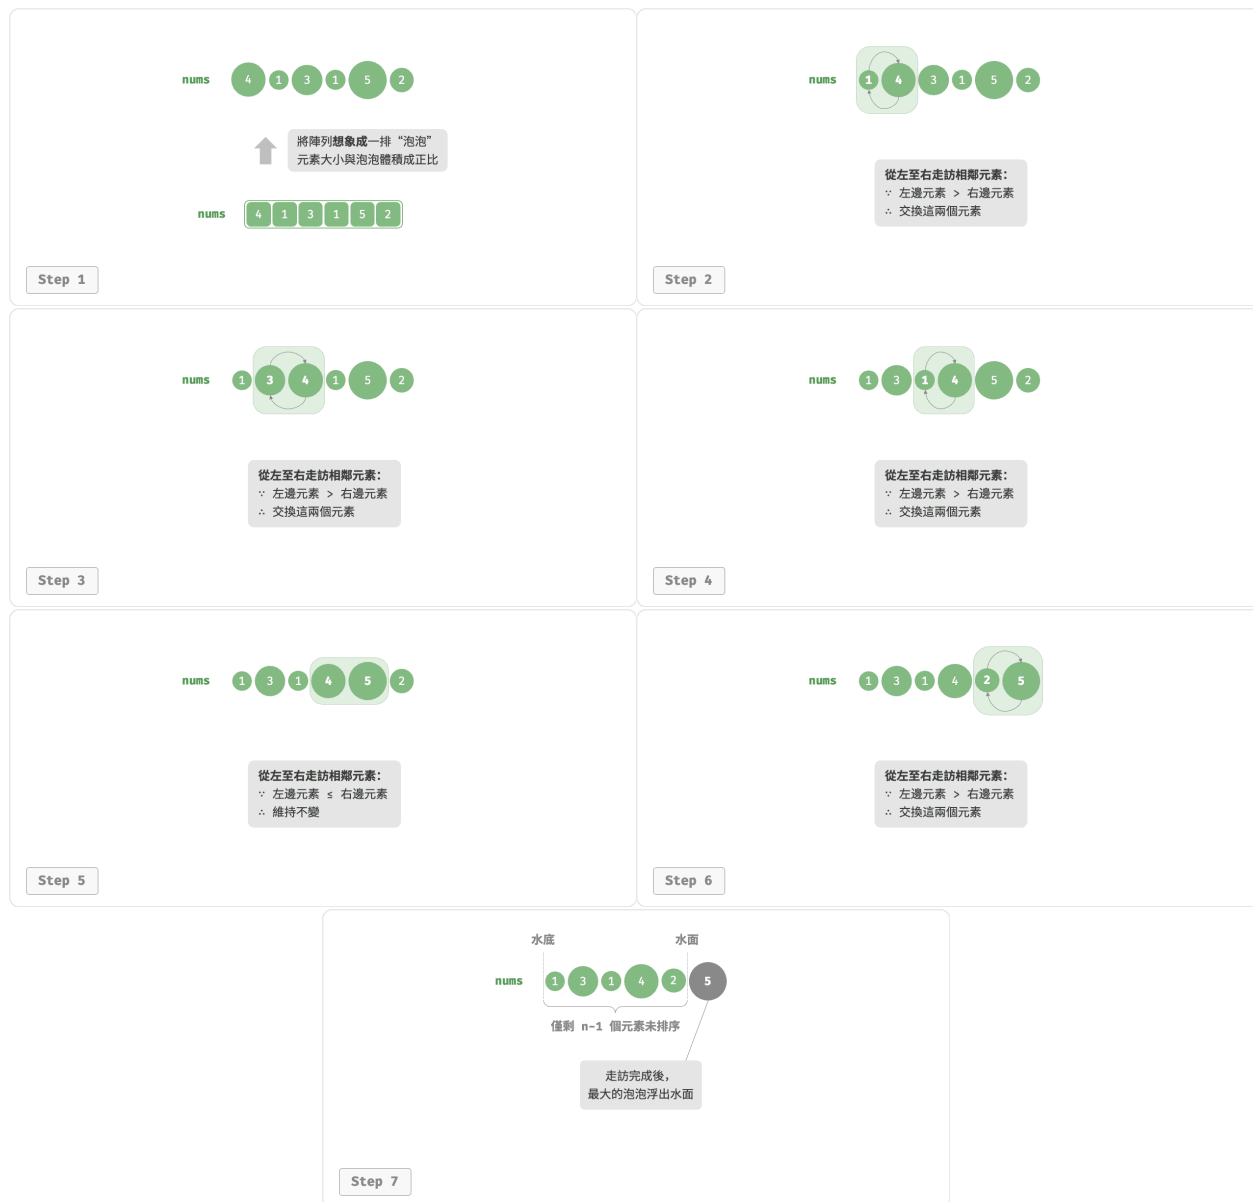 nums 4 1 3 1 5 2
將陣列想象成一排“泡泡”
元素大小與泡泡體積成正比
nums 4 1 3 1 5 2
Step 1
nums 1 4 3 1 5 2
從左至右走訪相鄰元素：
∵ 左邊元素 > 右邊元素
∴ 交換這兩個元素
Step 2
nums 1 3 4 1 5 2
從左至右走訪相鄰元素：
∵ 左邊元素 > 右邊元素
∴ 交換這兩個元素
Step 3
nums 1 3 1 4 5 2
從左至右走訪相鄰元素：
∵ 左邊元素 > 右邊元素
∴ 交換這兩個元素
Step 4
nums 1 3 1 4 5 2
從左至右走訪相鄰元素：
∵ 左邊元素 ≤ 右邊元素
∴ 維持不變
Step 5
nums 1 3 1 4 2 5
從左至右走訪相鄰元素：
∵ 左邊元素 > 右邊元素
∴ 交換這兩個元素
Step 6
水底 水面
nums 1 3 1 4 2 5
僅剩 n-1 個元素未排序
走訪完成後，
最大的泡泡浮出水面
Step 7